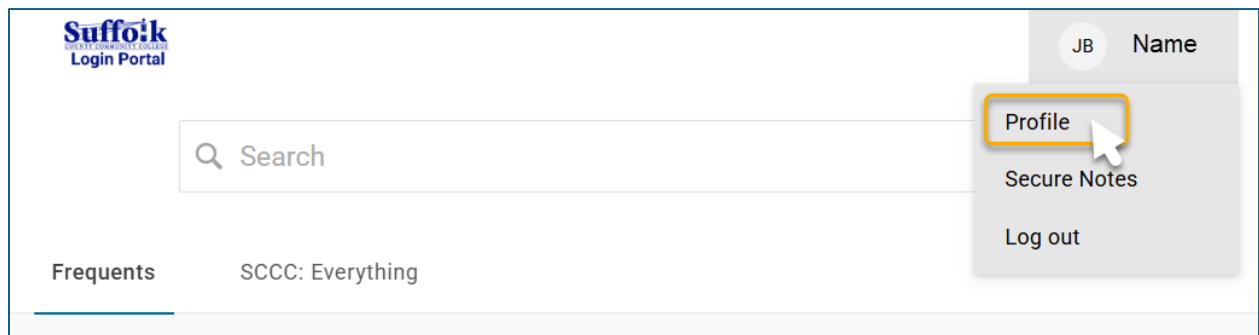 Suffolk
COUNTY COMMUNITY COLLEGE
Login Portal
JB Name
Search
Profile
Secure Notes
Log out
Frequents SCCC: Everything